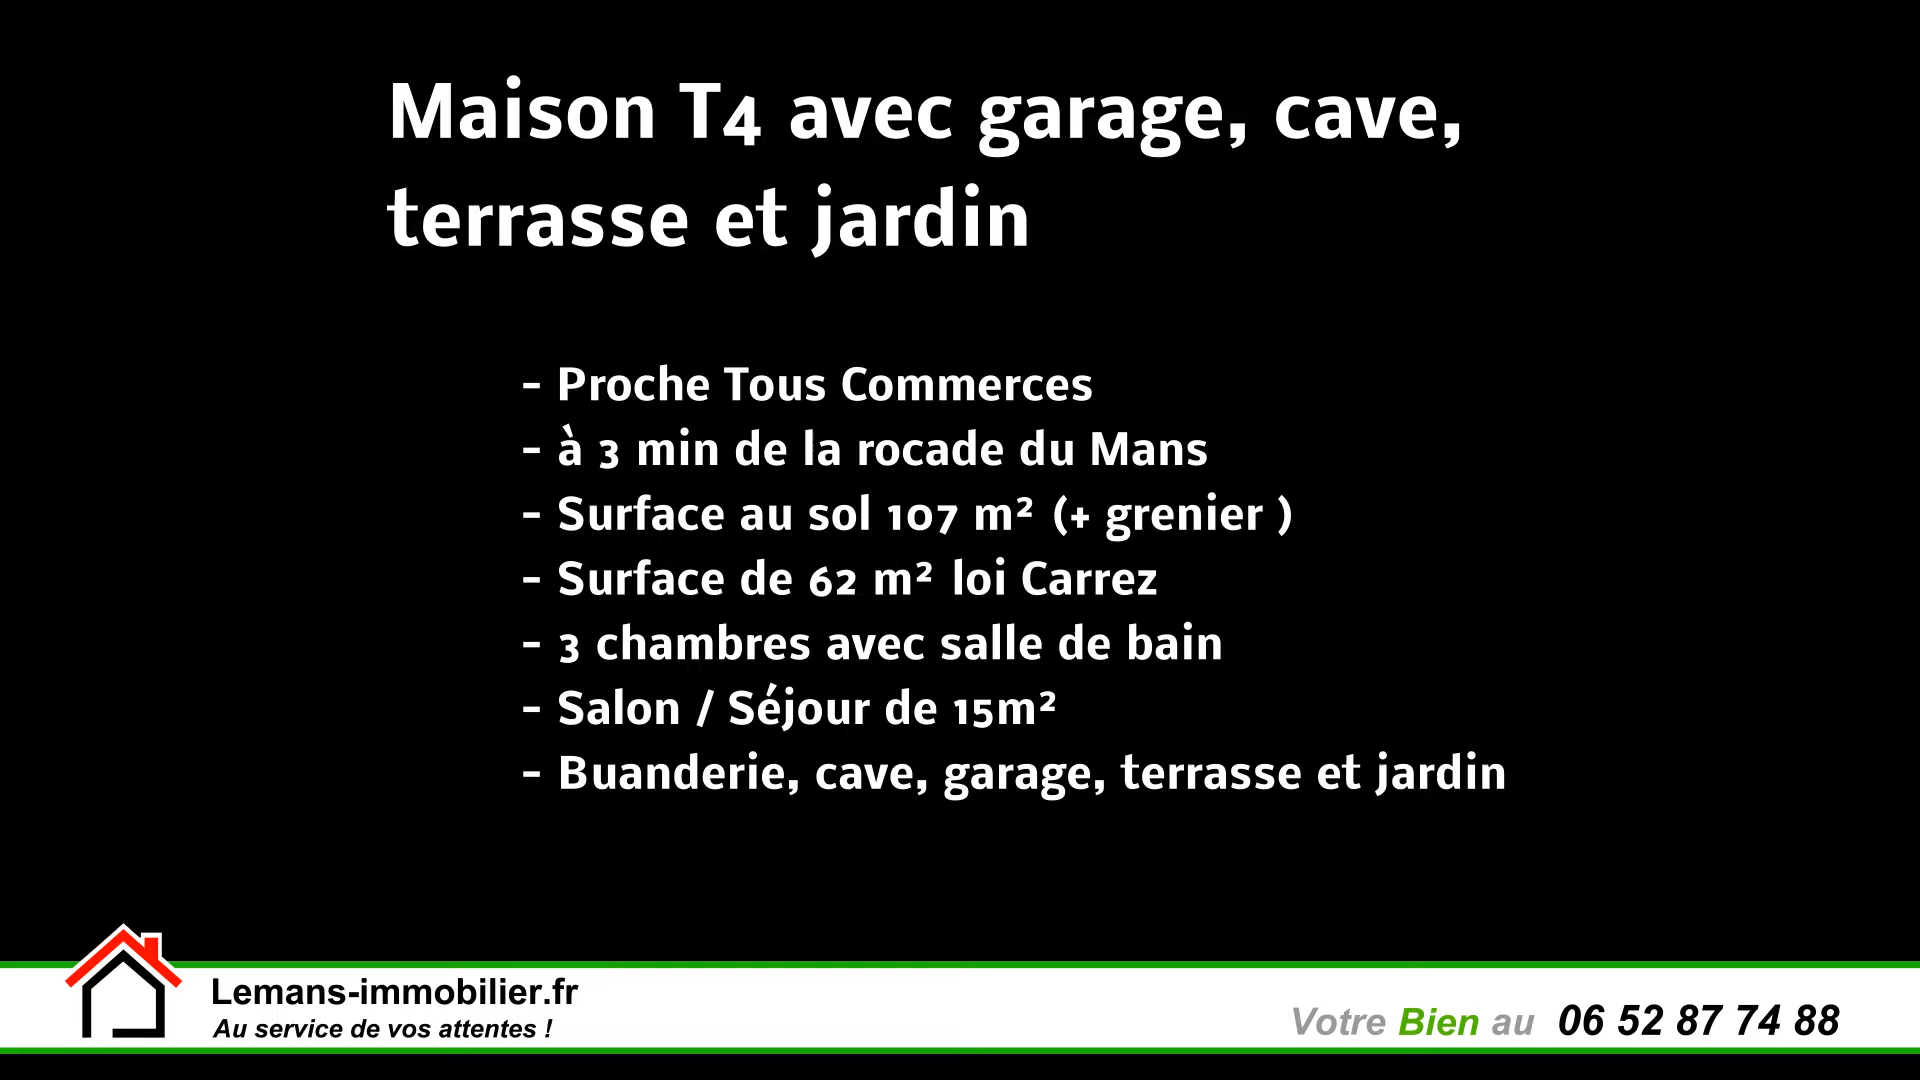 Maison T4 avec garage, cave,
terrasse et jardin
- Proche Tous Commerces
- à 3 min de la rocade du Mans
- Surface au sol 107 m² (+ grenier )
- Surface de 62 m² loi Carrez
- 3 chambres avec salle de bain
- Salon / Séjour de 15m²
- Buanderie, cave, garage, terrasse et jardin
Lemans-immobilier.fr
Au service de vos attentes !
Votre Bien au 06 52 87 74 88